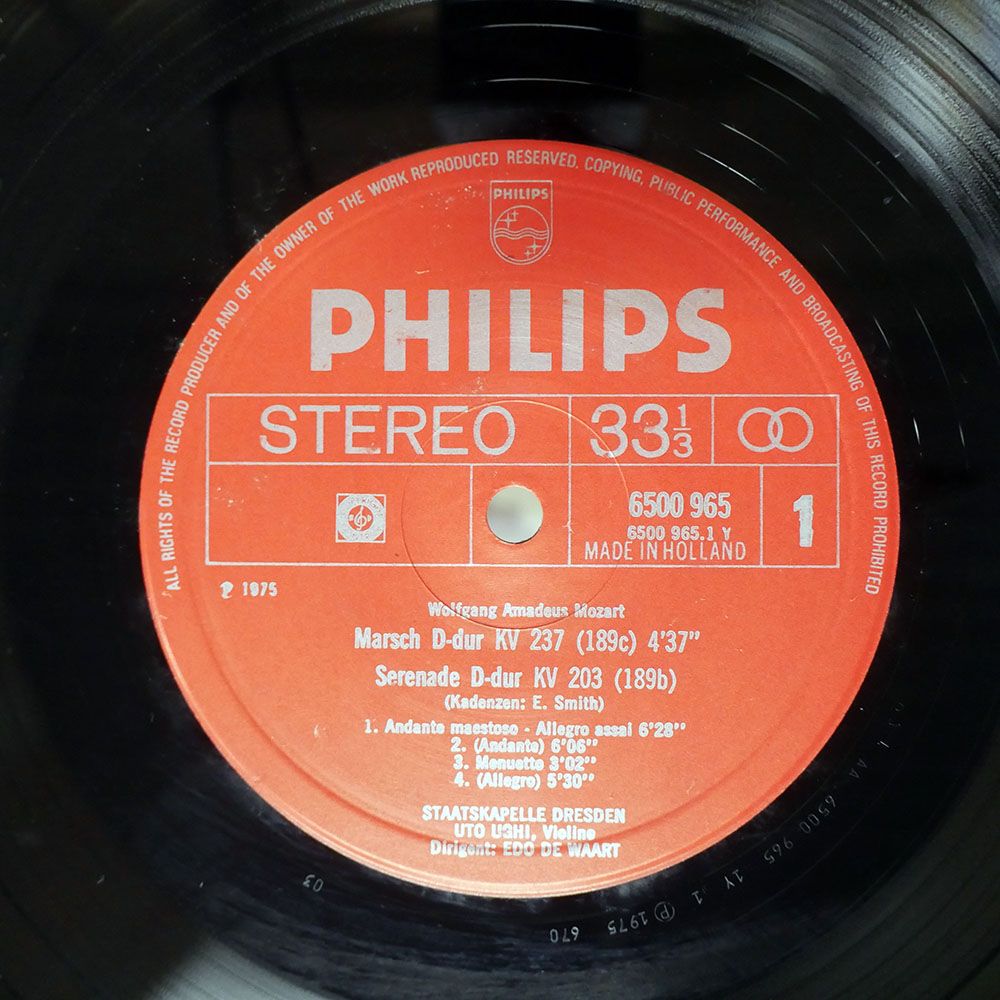 ALL RIGHTS OF THE RECORD PRODUCER AND OF THE OWNER OF THE WORK REPRODUCED RESERVED. COPYING, PUBLIC PERFORMANCE AND BROADCASTING OF THIS RECORD PROHIBITED
PHILIPS
PHILIPS
STEREO 33 1/3
6500 965 1
6500 965.1 Y
MADE IN HOLLAND
℗ 1975
Wolfgang Amadeus Mozart
Marsch D-dur KV 237 (189c) 4'37"
Serenade D-dur KV 203 (189b)
(Kadenzen: E. Smith)
1. Andante maestoso - Allegro assai 6'28"
2. (Andante) 6'06"
3. Menuetto 3'02"
4. (Allegro) 5'30"
STAATSKAPELLE DRESDEN
UTO UGHI, Violine
Dirigent: EDO DE WAART
AA 6500 965 1Y 1 ℗ 1975 670
03